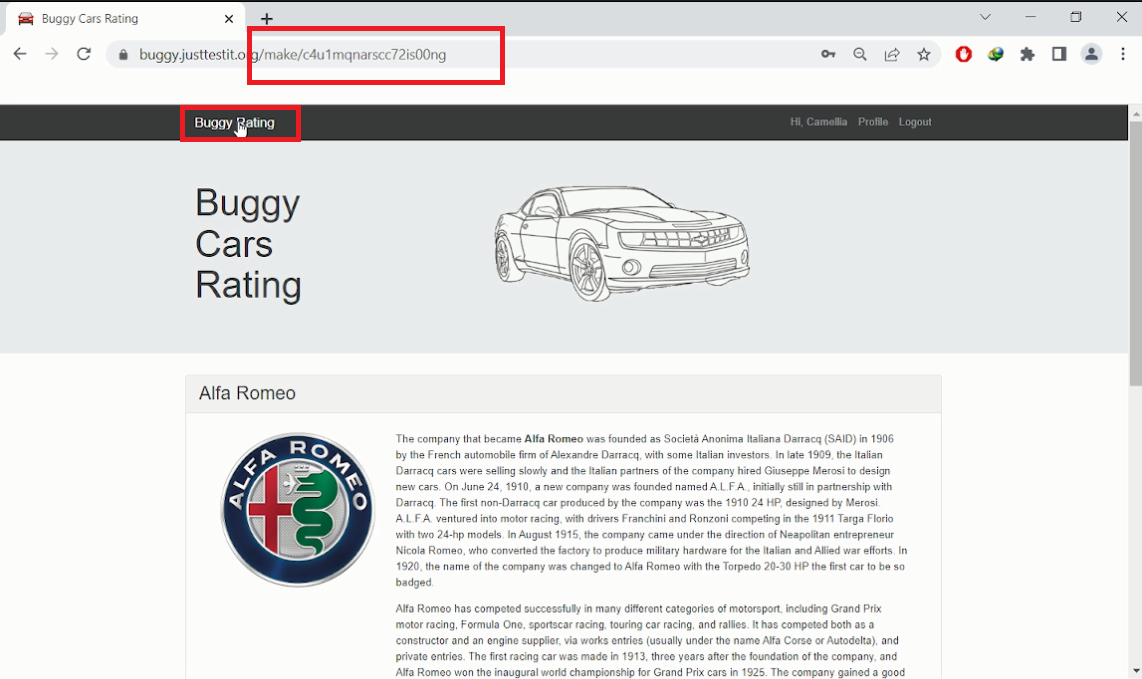 Buggy Cars Rating
buggy.justtestit.org/make/c4u1mqnarscc72is00ng
Buggy Rating
Hi, Camellia Profile Logout
Buggy
Cars
Rating
Alfa Romeo
ALFA ROMEO
The company that became Alfa Romeo was founded as Società Anonima Italiana Darracq (SAID) in 1906
by the French automobile firm of Alexandre Darracq, with some Italian investors. In late 1909, the Italian
Darracq cars were selling slowly and the Italian partners of the company hired Giuseppe Merosi to design
new cars. On June 24, 1910, a new company was founded named A.L.F.A., initially still in partnership with
Darracq. The first non-Darracq car produced by the company was the 1910 24 HP, designed by Merosi.
A.L.F.A. ventured into motor racing, with drivers Franchini and Ronzoni competing in the 1911 Targa Florio
with two 24-hp models. In August 1915, the company came under the direction of Neapolitan entrepreneur
Nicola Romeo, who converted the factory to produce military hardware for the Italian and Allied war efforts. In
1920, the name of the company was changed to Alfa Romeo with the Torpedo 20-30 HP the first car to be so
badged.
Alfa Romeo has competed successfully in many different categories of motorsport, including Grand Prix
motor racing, Formula One, sportscar racing, touring car racing, and rallies. It has competed both as a
constructor and an engine supplier, via works entries (usually under the name Alfa Corse or Autodelta), and
private entries. The first racing car was made in 1913, three years after the foundation of the company, and
Alfa Romeo won the inaugural world championship for Grand Prix cars in 1925. The company gained a good